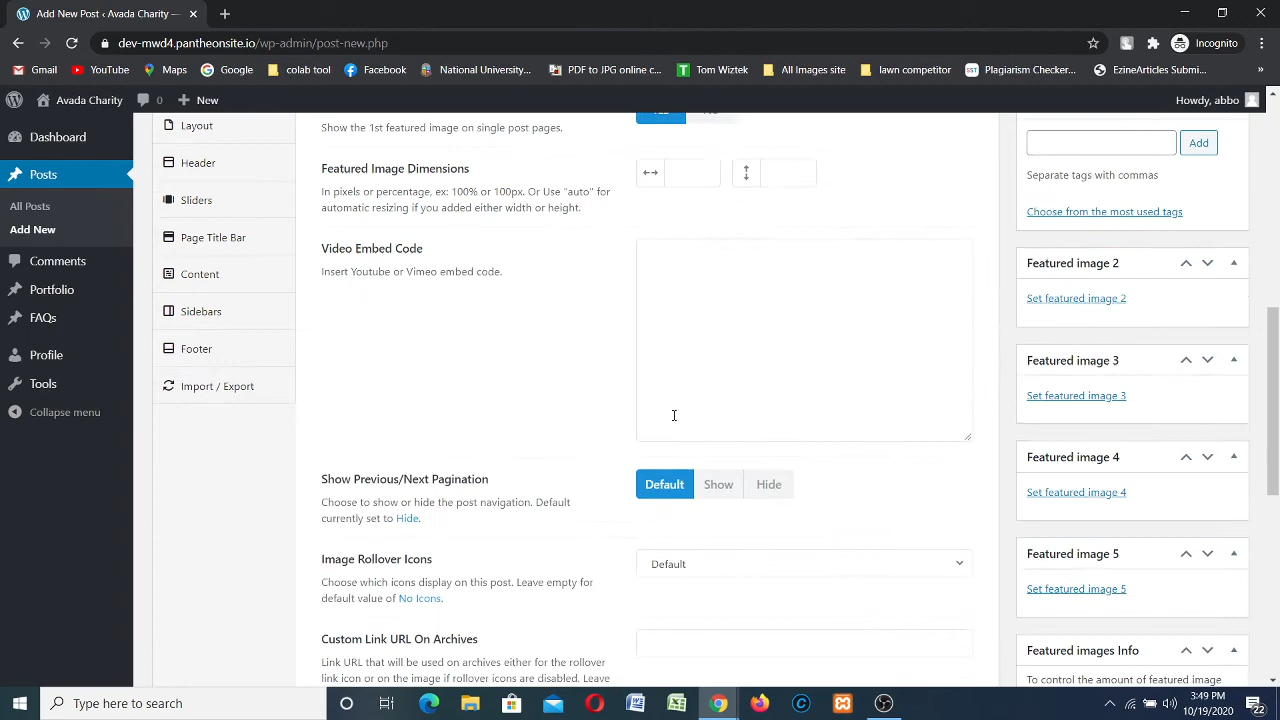 Add New Post ‹ Avada Charity —
dev-mwd4.pantheonsite.io/wp-admin/post-new.php
Incognito
Gmail
YouTube
Maps
Google
colab tool
Facebook
National University...
PDF to JPG online c...
Tom Wiztek
All Images site
lawn competitor
Plagiarism Checker...
EzineArticles Submi...
»
Avada Charity
0
New
Howdy, abbo
Dashboard
Posts
All Posts
Add New
Comments
Portfolio
FAQs
Profile
Tools
Collapse menu
Layout
Header
Sliders
Page Title Bar
Content
Sidebars
Footer
Import / Export
Show the 1st featured image on single post pages.
Featured Image Dimensions
In pixels or percentage, ex: 100% or 100px. Or Use "auto" for
automatic resizing if you added either width or height.
Video Embed Code
Insert Youtube or Vimeo embed code.
Show Previous/Next Pagination
Choose to show or hide the post navigation. Default
currently set to Hide.
Default
Show
Hide
Image Rollover Icons
Choose which icons display on this post. Leave empty for
default value of No Icons.
Default
Custom Link URL On Archives
Link URL that will be used on archives either for the rollover
link icon or on the image if rollover icons are disabled. Leave
Add
Separate tags with commas
Choose from the most used tags
Featured image 2
Set featured image 2
Featured image 3
Set featured image 3
Featured image 4
Set featured image 4
Featured image 5
Set featured image 5
Featured images Info
To control the amount of featured image
Type here to search
3:49 PM
10/19/2020
22